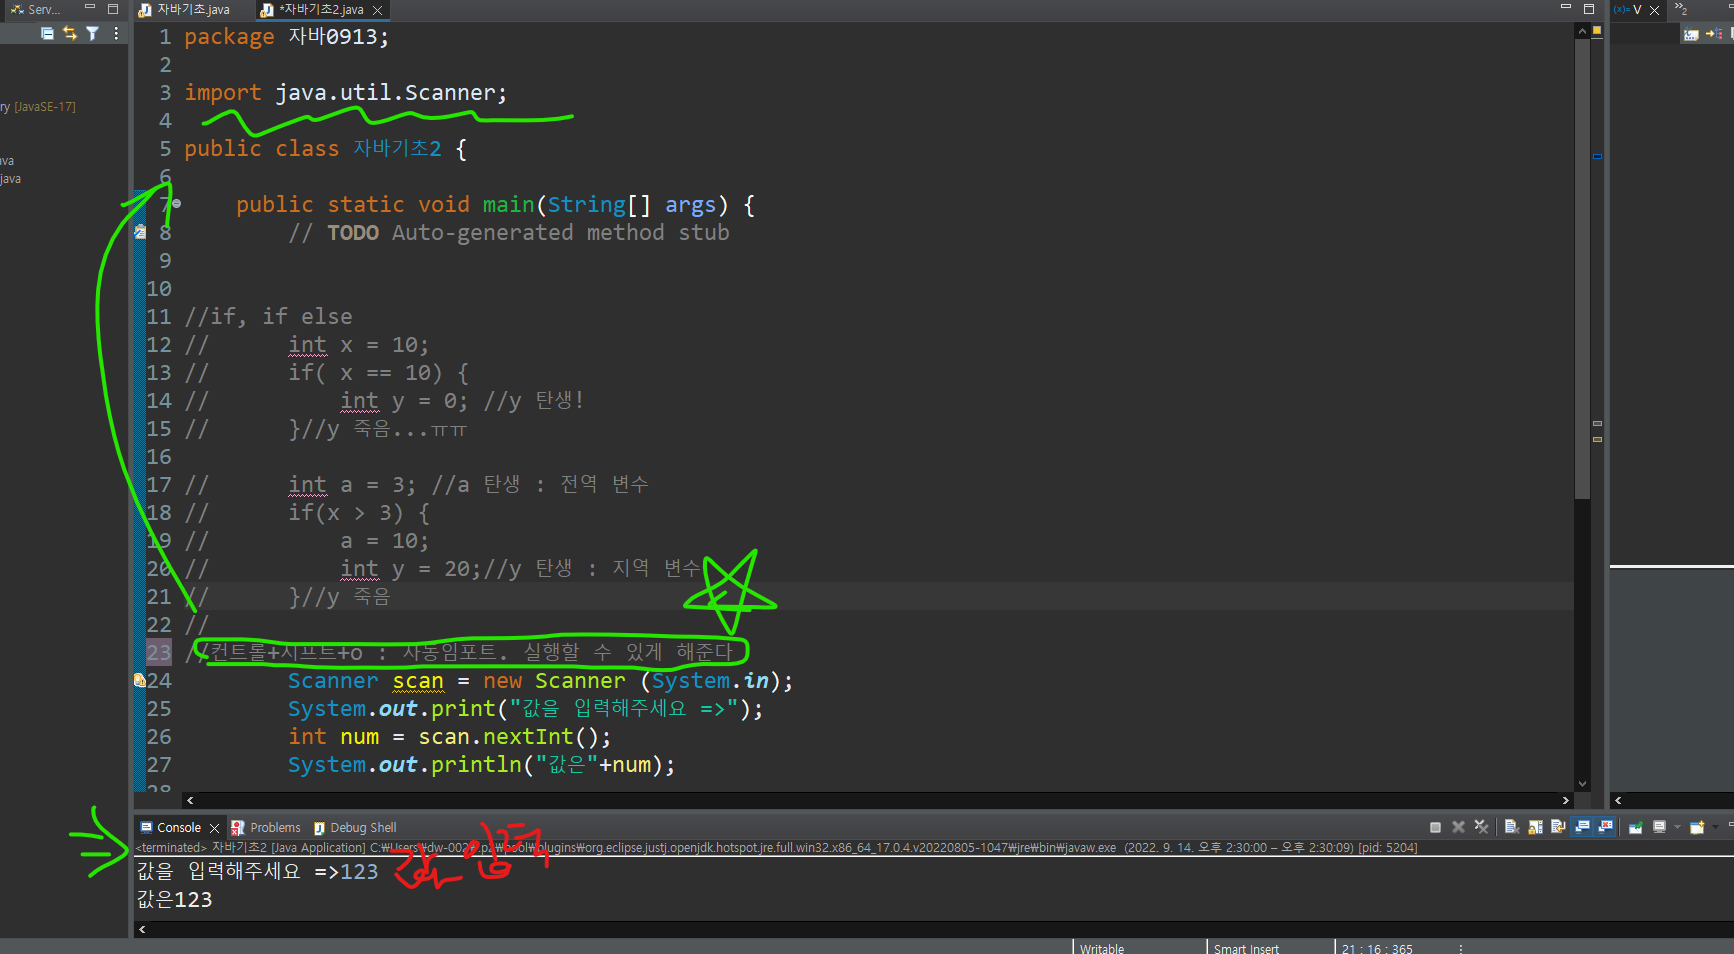 Serv...
자바기초.java
*자바기초2.java
(x)= V
»2
ry [JavaSE-17]
ava
java
1 package 자바0913;
2
3 import java.util.Scanner;
4
5 public class 자바기초2 {
6
7 public static void main(String[] args) {
8 // TODO Auto-generated method stub
9
10
11 //if, if else
12 // int x = 10;
13 // if( x == 10) {
14 // int y = 0; //y 탄생!
15 // }//y 죽음...ㅠㅠ
16
17 // int a = 3; //a 탄생 : 전역 변수
18 // if(x > 3) {
19 // a = 10;
20 // int y = 20;//y 탄생 : 지역 변수
21 // }//y 죽음
22 //
23 //컨트롤+시프트+o : 자동임포트. 실행할 수 있게 해준다
24 Scanner scan = new Scanner (System.in);
25 System.out.print("값을 입력해주세요 =>");
26 int num = scan.nextInt();
27 System.out.println("값은"+num);
28
Console
Problems
Debug Shell
<terminated> 자바기초2 [Java Application] C:₩Users₩dw-002 ₩plugins₩org.eclipse.justj.openjdk.hotspot.jre.full.win32.x86_64_17.0.4.v20220805-1047₩jre₩bin₩javaw.exe (2022. 9. 14. 오후 2:30:00 – 오후 2:30:09) [pid: 5204]
값을 입력해주세요 =>123
값은123
Writable
Smart Insert
21 : 16 : 365